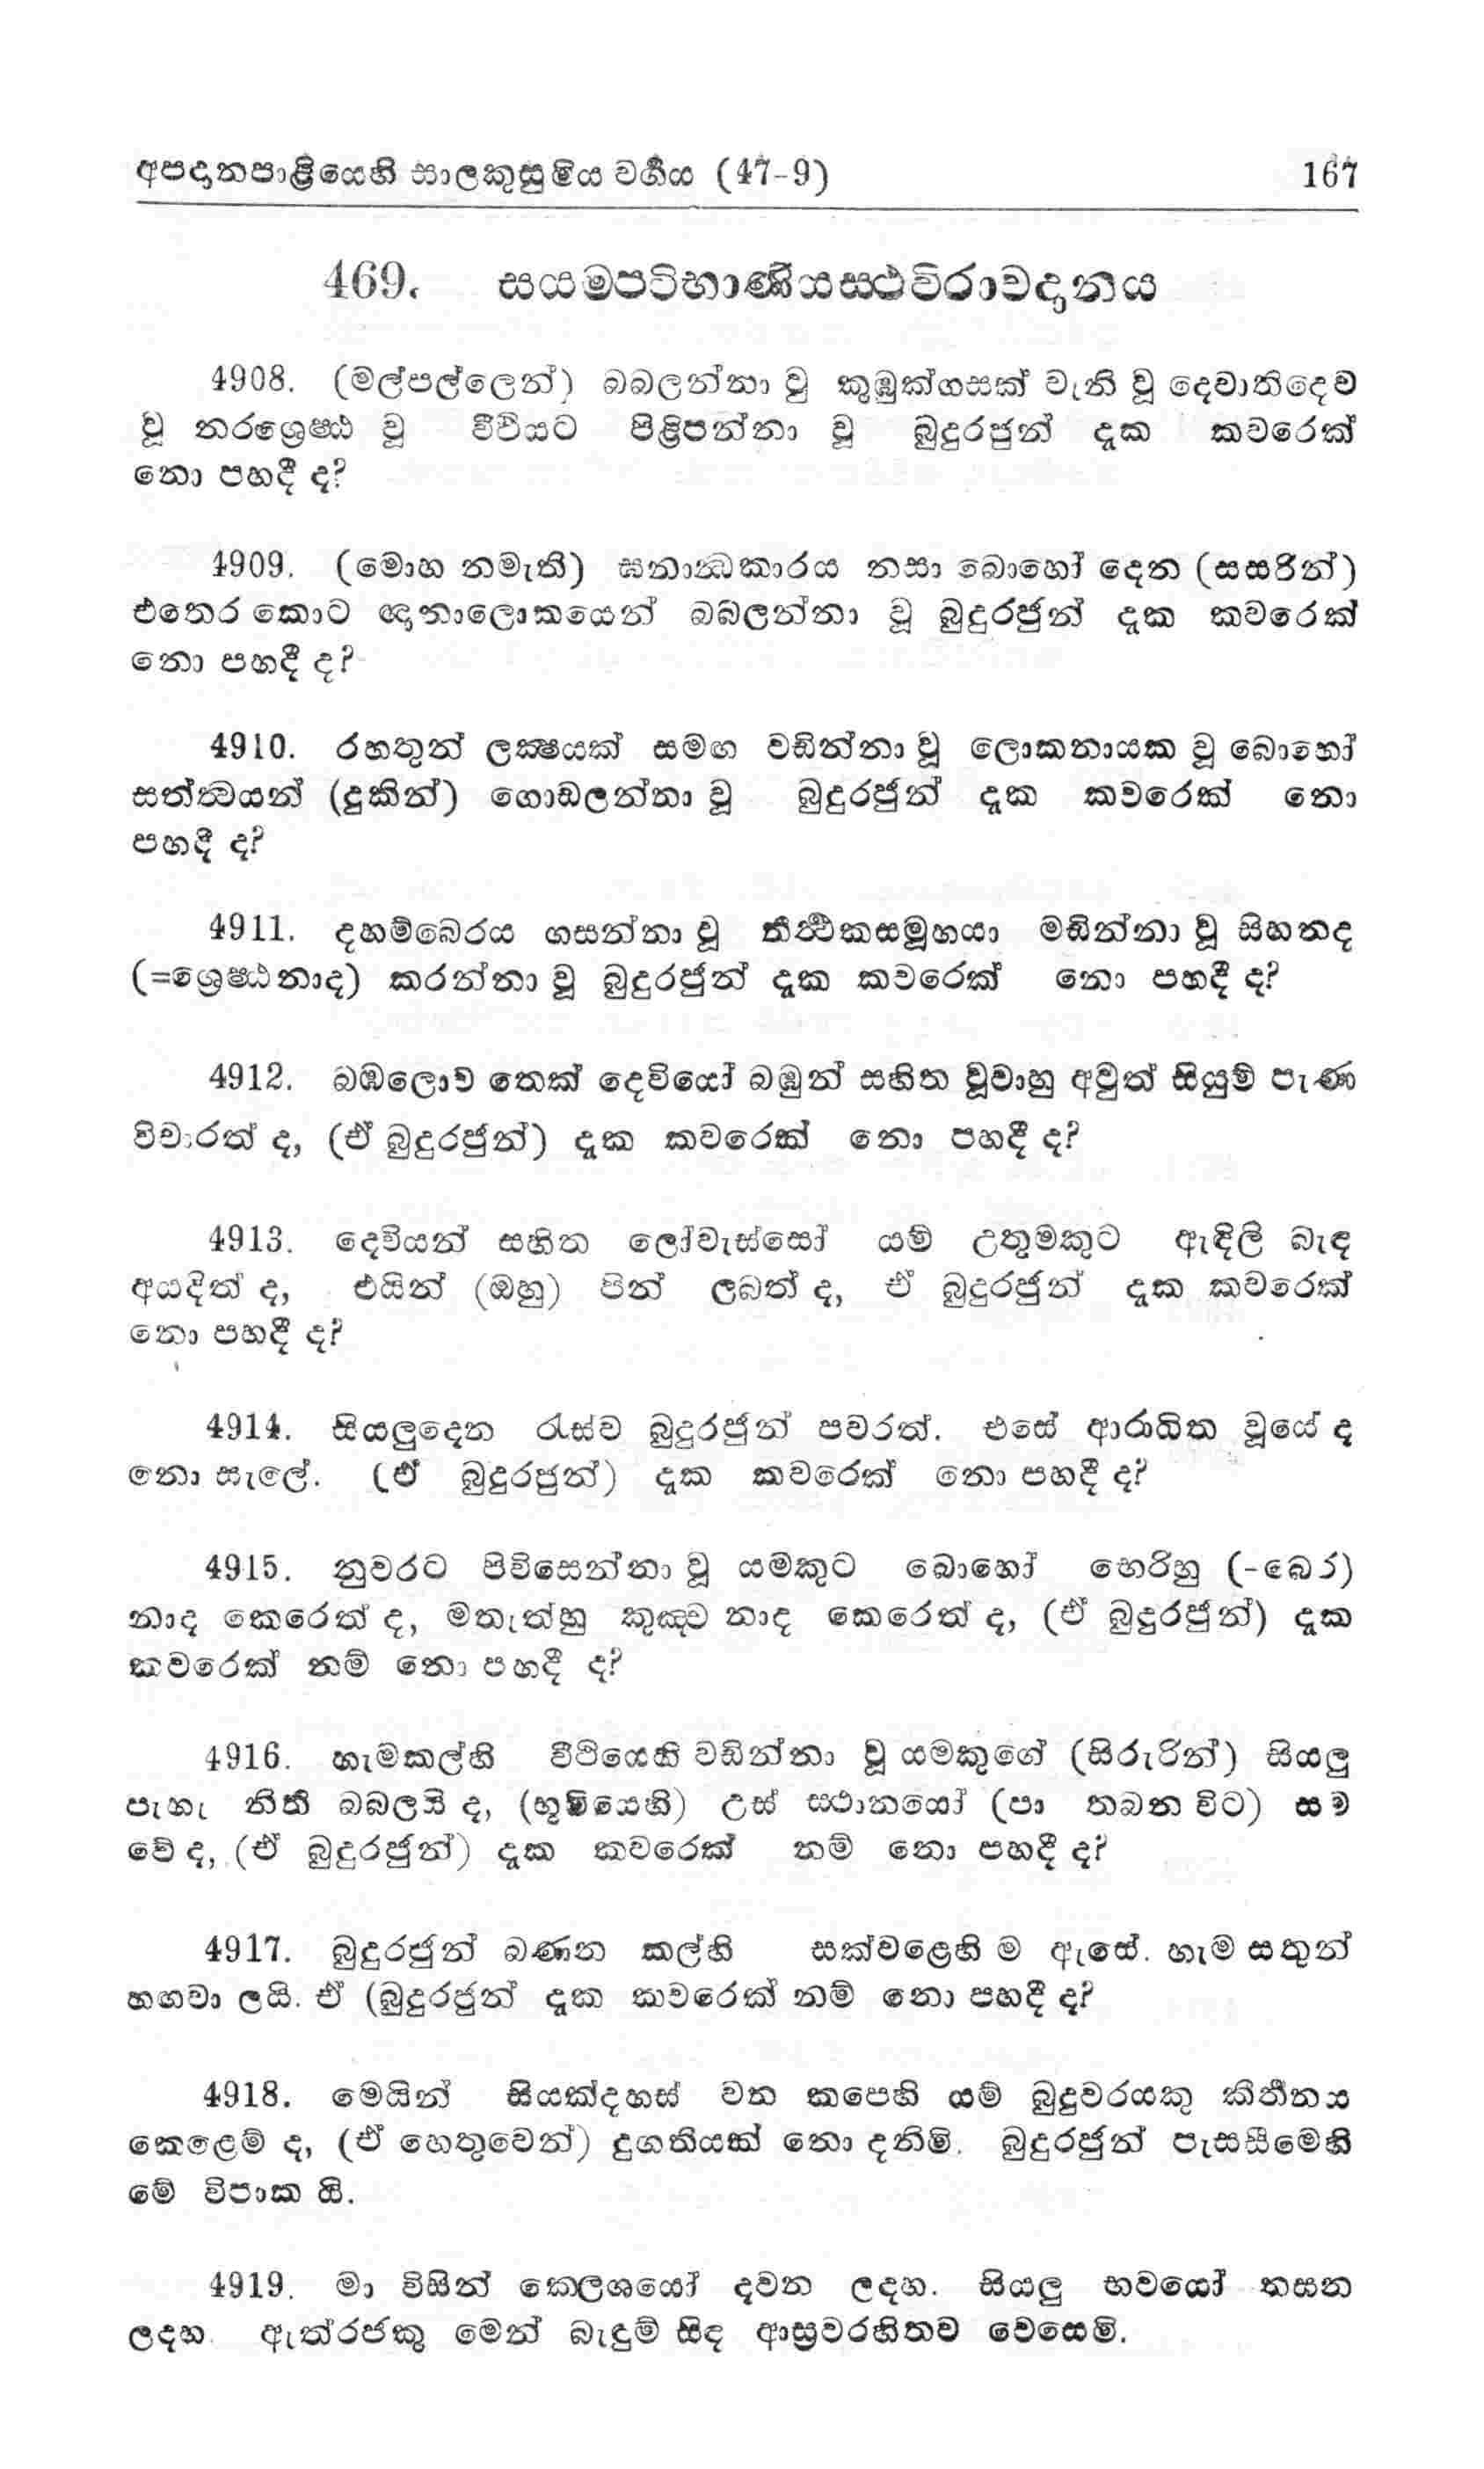 අපදානපාළියෙහි සාලකුසුමිය වර්ගය (47-9) 167
469. සයම්පටිභාණියස්ථවිරාවදානය
4908. (මල්පල්ලෙන්) බබලන්නා වු කුඹුක්ගසක් වැනි වූ දෙවාතිදෙව
වූ නරශ්‍රෙෂ්ඨ වූ වීථියට පිළිපන්නා වූ බුදුරජුන් දැක කවරෙක්
නො පහදී ද?
4909. (මොහ නමැති) ඝනාන්ධකාරය නසා බොහෝ දෙන (සසරින්)
එතෙර කොට ඥානාලොකයෙන් බබලන්නා වූ බුදුරජුන් දැක කවරෙක්
නො පහදී ද?
4910. රහතුන් ලක්ෂයක් සමඟ වඩින්නා වූ ලොකනායක වූ බොහෝ
සත්ත්වයන් (දුකින්) ගොඩලන්නා වූ බුදුරජුන් දැක කවරෙක් නො
පහදී ද?
4911. දහම්බෙරය ගසන්නා වූ තීර්ථකසමූහයා මඩින්නා වූ සිහනද
(=ශ්‍රෙෂ්ඨනාද) කරන්නා වූ බුදුරජුන් දැක කවරෙක් නො පහදී ද?
4912. බඹලොව තෙක් දෙවියෝ බඹුන් සහිත වූවාහු අවුත් සියුම් පැණ
විචාරත් ද, (ඒ බුදුරජුන්) දැක කවරෙක් නො පහදී ද?
4913. දෙවියන් සහිත ලෝවැස්සෝ යම් උතුමකුට ඇඳිලි බැඳ
අයදිත් ද, එයින් (ඔහු) පින් ලබත් ද, ඒ බුදුරජුන් දැක කවරෙක්
නො පහදී ද?
4914. සියලුදෙන රැස්ව බුදුරජුන් පවරත්. එසේ ආරාධිත වූයේ ද
නො සැලේ. (ඒ බුදුරජුන්) දැක කවරෙක් නො පහදී ද?
4915. නුවරට පිවිසෙන්නා වූ යමකුට බොහෝ භෙරිහු (-බෙර)
නාද කෙරෙත් ද, මතැත්හු කුඤ්ච නාද කෙරෙත් ද, (ඒ බුදුරජුන්) දැක
කවරෙක් නම් නො පහදී ද?
4916. හැමකල්හි වීථියෙහි වඩින්නා වූ යමකුගේ (සිරුරින්) සියලු
පැහැ නිති බබලයි ද, (භූමියෙහි) උස් ස්ථානයෝ (පා තබන විට) සම
වේ ද, (ඒ බුදුරජුන්) දැක කවරෙක් නම් නො පහදී ද?
4917. බුදුරජුන් බණන කල්හි සක්වළෙහි ම ඇසේ. හැම සතුන්
හඟවා ලයි. ඒ (බුදුරජුන් දැක කවරෙක් නම් නො පහදී ද?
4918. මෙයින් සියක්දහස් වන කපෙහි යම් බුදුවරයකු කීර්තනය
කෙළෙම් ද, (ඒ හෙතුවෙන්) දුගතියක් නො දනිමි. බුදුරජුන් පැසසීමෙහි
මේ විපාක යි.
4919. මා විසින් කෙලශයෝ දවන ලදහ. සියලු භවයෝ නසන
ලදහ. ඇත්රජකු මෙන් බැඳුම් සිඳ ආස්‍රවරහිතව වෙසෙමි.